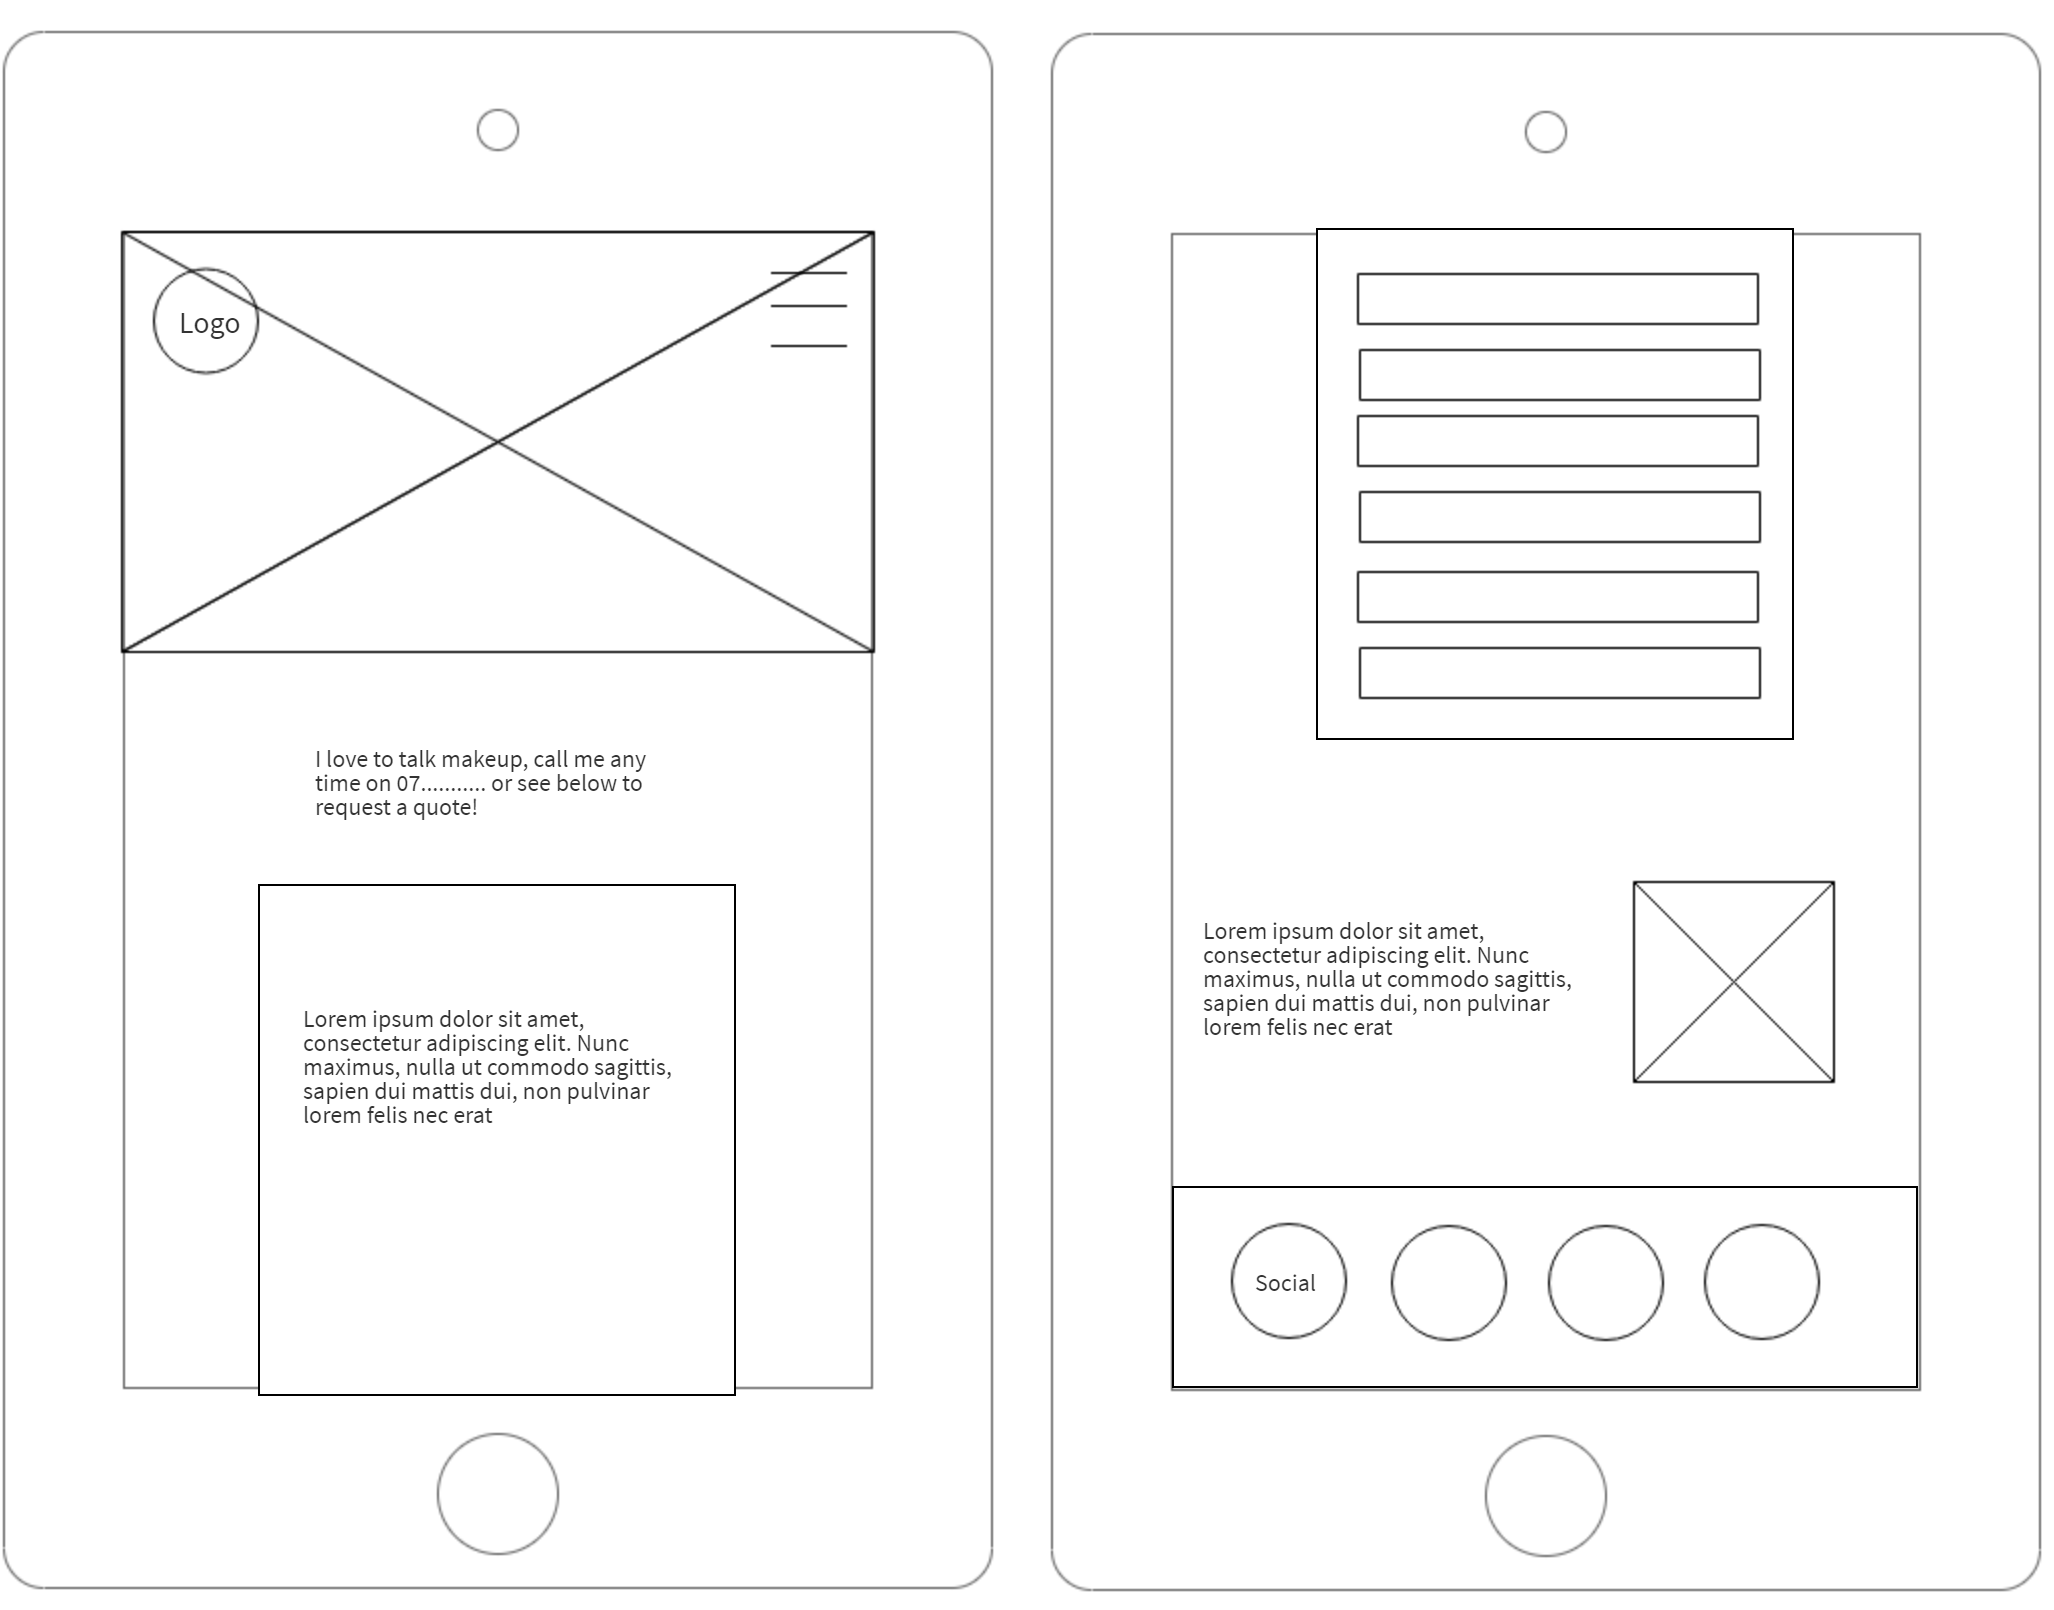 Logo
I love to talk makeup, call me any
time on 07........... or see below to
request a quote!
Lorem ipsum dolor sit amet,
consectetur adipiscing elit. Nunc
maximus, nulla ut commodo sagittis,
sapien dui mattis dui, non pulvinar
lorem felis nec erat
Lorem ipsum dolor sit amet,
consectetur adipiscing elit. Nunc
maximus, nulla ut commodo sagittis,
sapien dui mattis dui, non pulvinar
lorem felis nec erat
Social